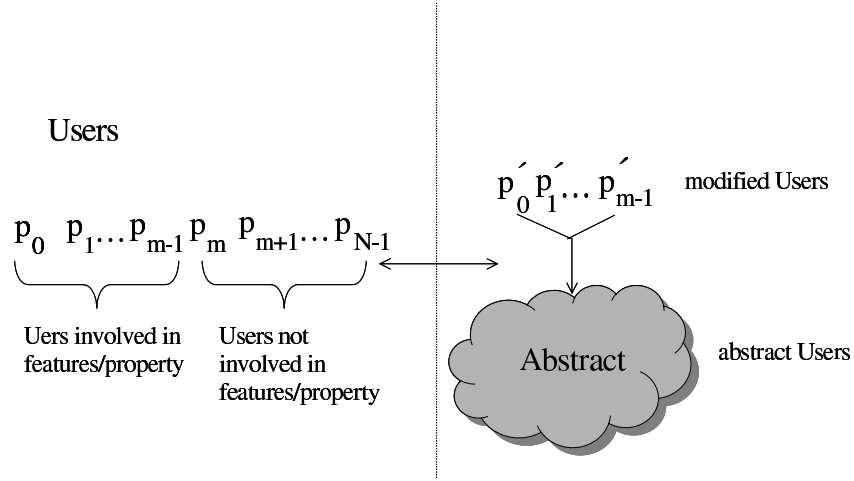 Users
p0 p1...pm-1 pm pm+1...pN-1
Uers involved in
features/property
Users not
involved in
features/property
p´0 p´1... p´m-1
modified Users
Abstract
abstract Users